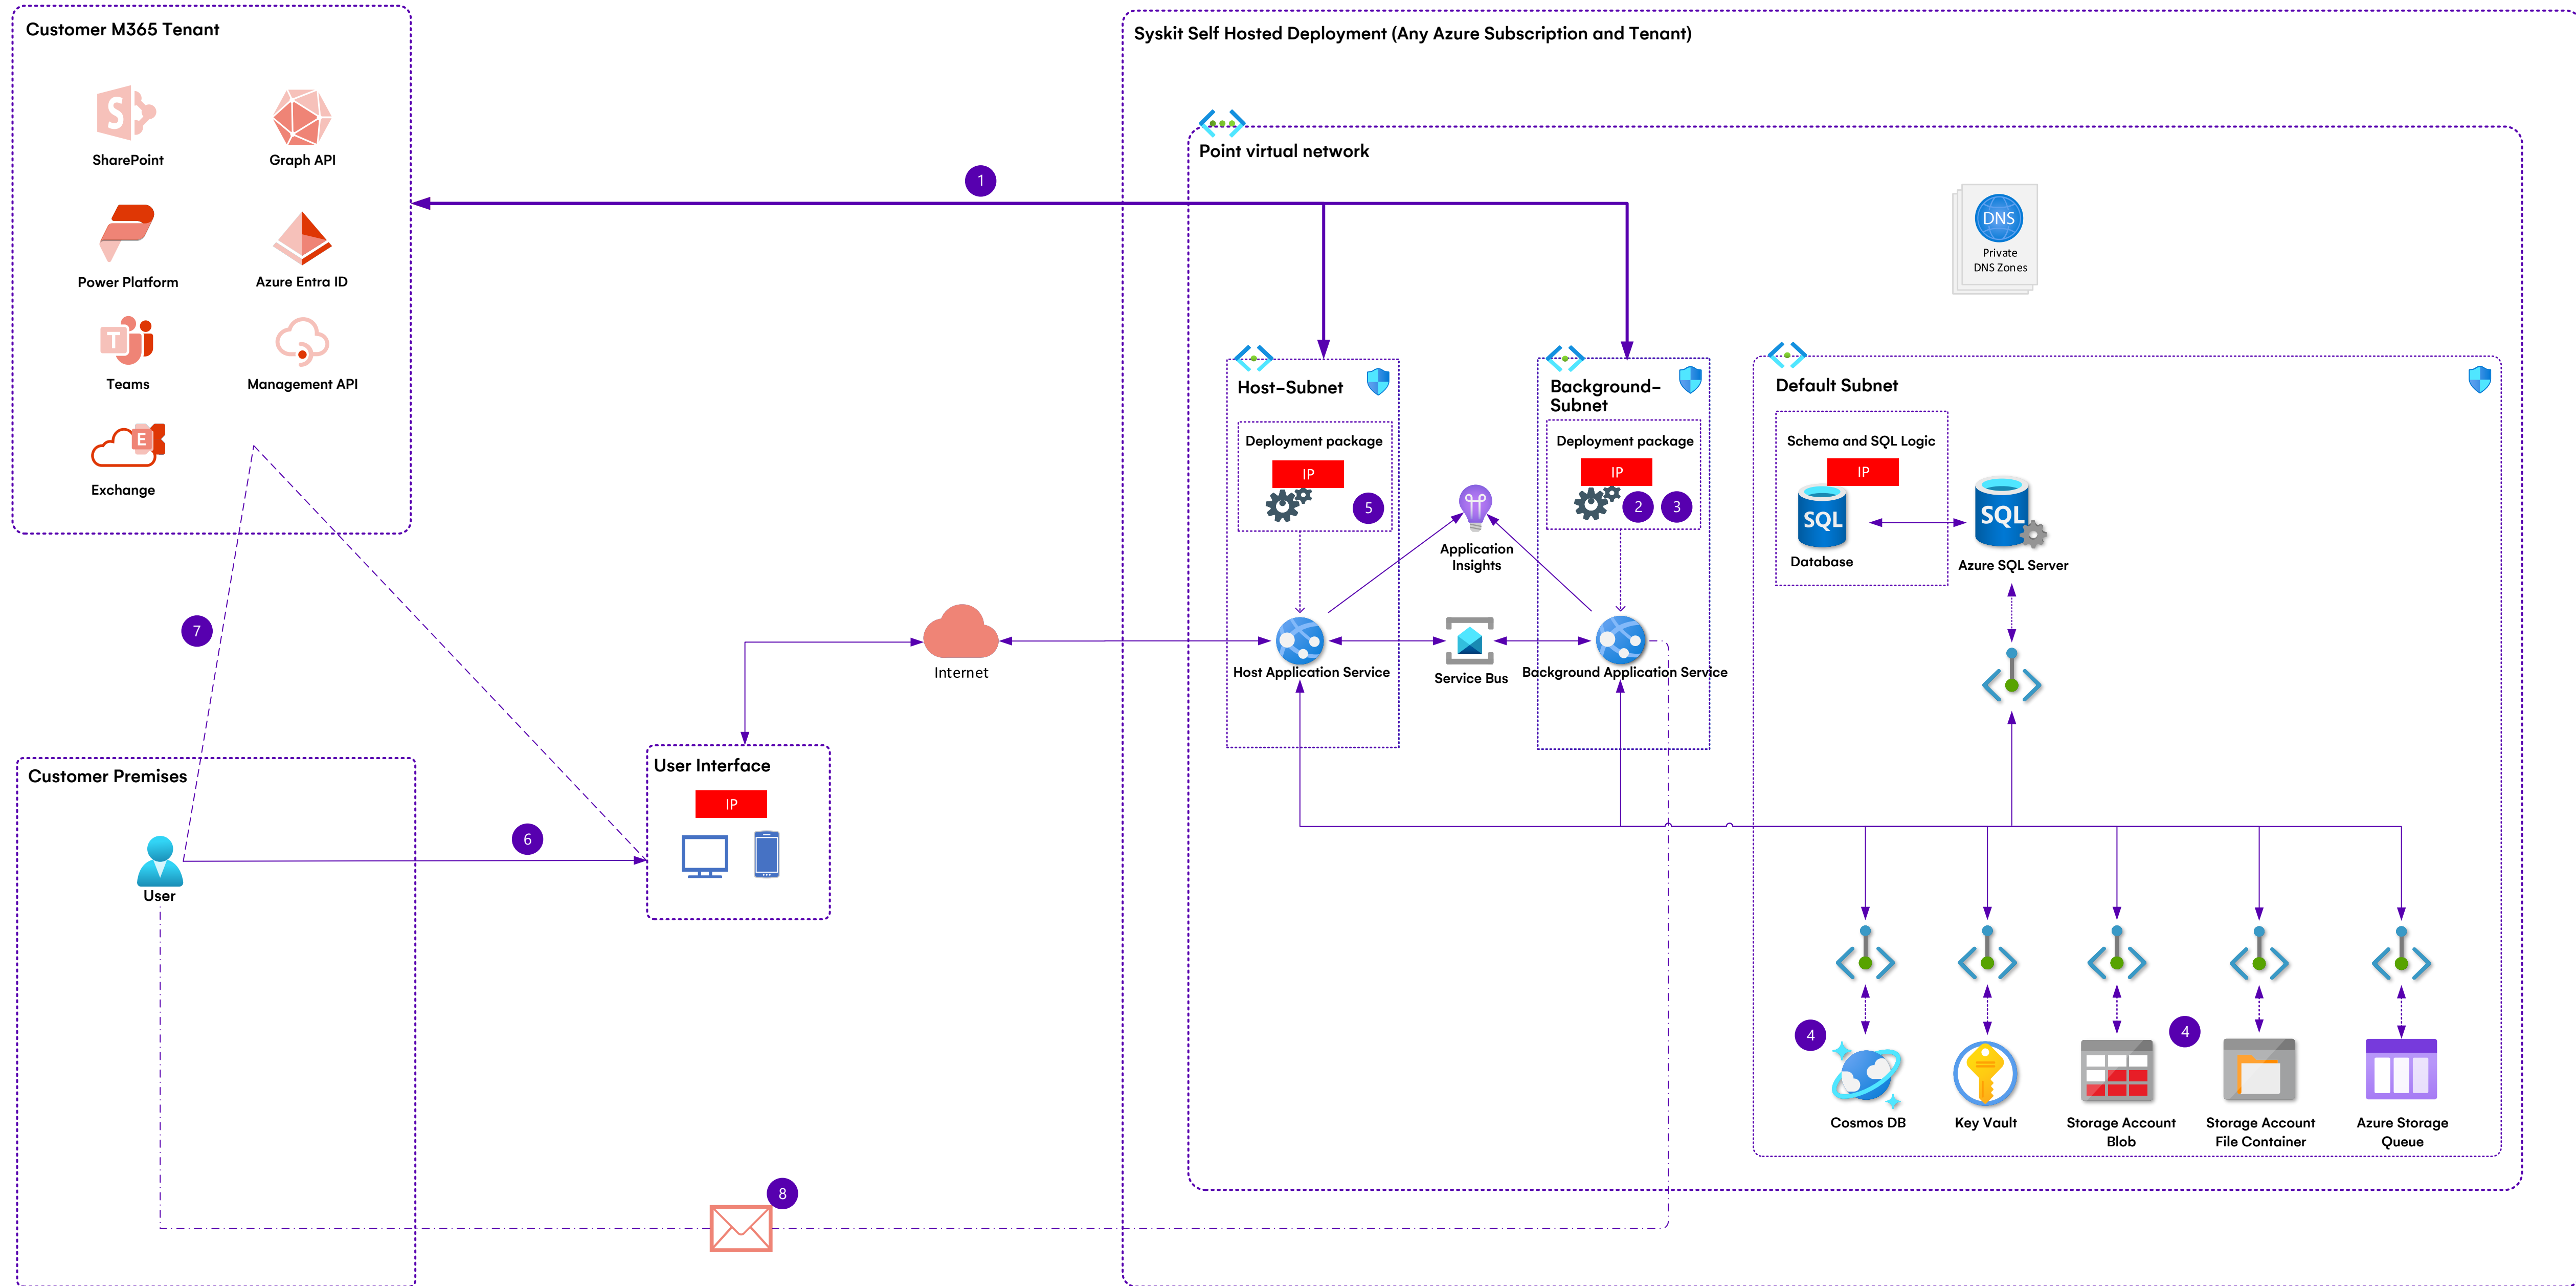 Customer M365 Tenant
SharePoint
Graph API
Power Platform
Azure Entra ID
Teams
Management API
E
Exchange
1
7
Customer Premises
User
6
User Interface
IP
Internet
8
Syskit Self Hosted Deployment (Any Azure Subscription and Tenant)
Point virtual network
DNS
Private
DNS Zones
Host-Subnet
Deployment package
IP
5
Host Application Service
Application
Insights
Service Bus
Background-
Subnet
Deployment package
IP
2
3
Background Application Service
Default Subnet
Schema and SQL Logic
IP
SQL
Database
SQL
Azure SQL Server
4
Cosmos DB
Key Vault
Storage Account
Blob
4
Storage Account
File Container
Azure Storage
Queue
S
T